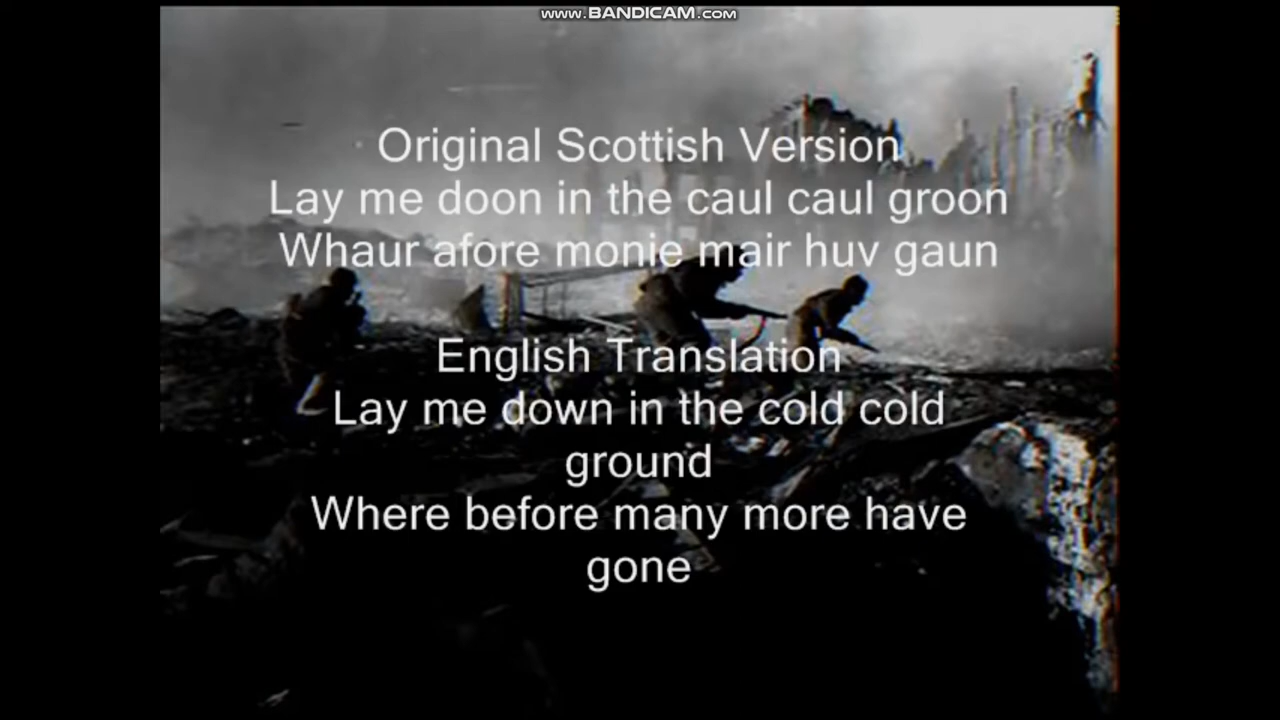 www.BANDICAM.com
Original Scottish Version
Lay me doon in the caul caul groon
Whaur afore monie mair huv gaun
English Translation
Lay me down in the cold cold
ground
Where before many more have
gone